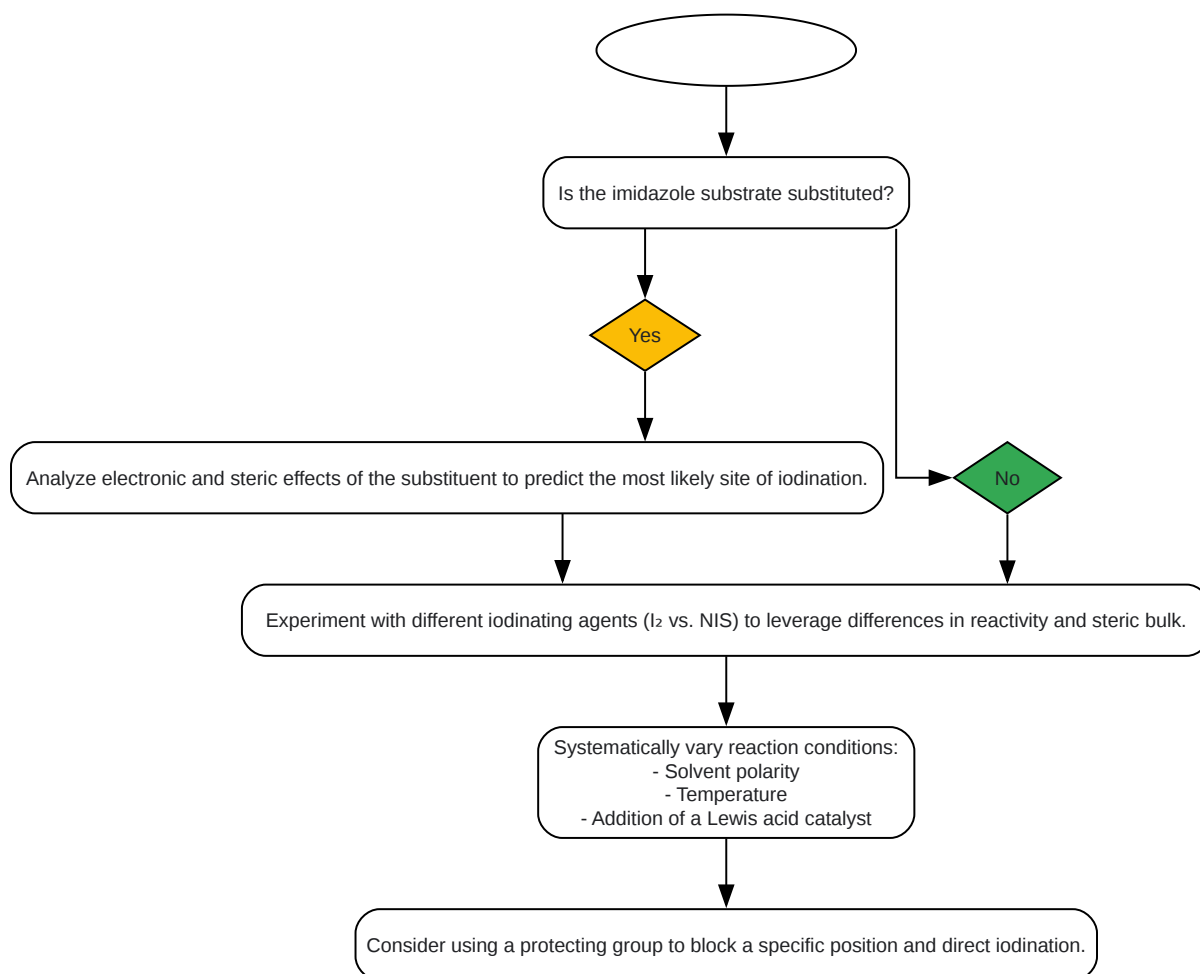 Is the imidazole substrate substituted?
Yes
Analyze electronic and steric effects of the substituent to predict the most likely site of iodination.
No
Experiment with different iodinating agents (I₂ vs. NIS) to leverage differences in reactivity and steric bulk.
Systematically vary reaction conditions:
- Solvent polarity
- Temperature
- Addition of a Lewis acid catalyst
Consider using a protecting group to block a specific position and direct iodination.